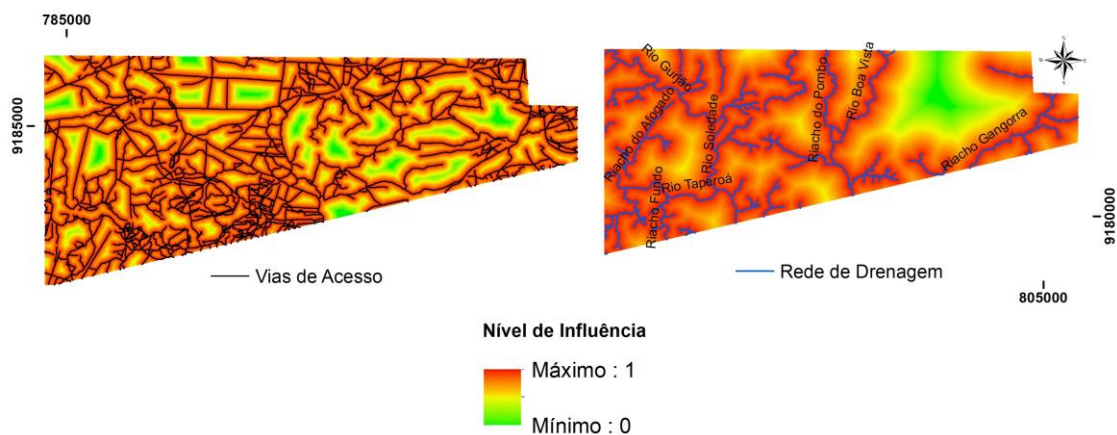 785000
9185000
Vias de Acesso
Rio Gurjão
Riacho do Afogado
Rio Soledade
Riacho do Pombo
Rio Boa Vista
Riacho Gangorra
Rio Taperoá
Riacho Fundo
9180000
Rede de Drenagem
805000
Nível de Influência
Máximo : 1
Mínimo : 0